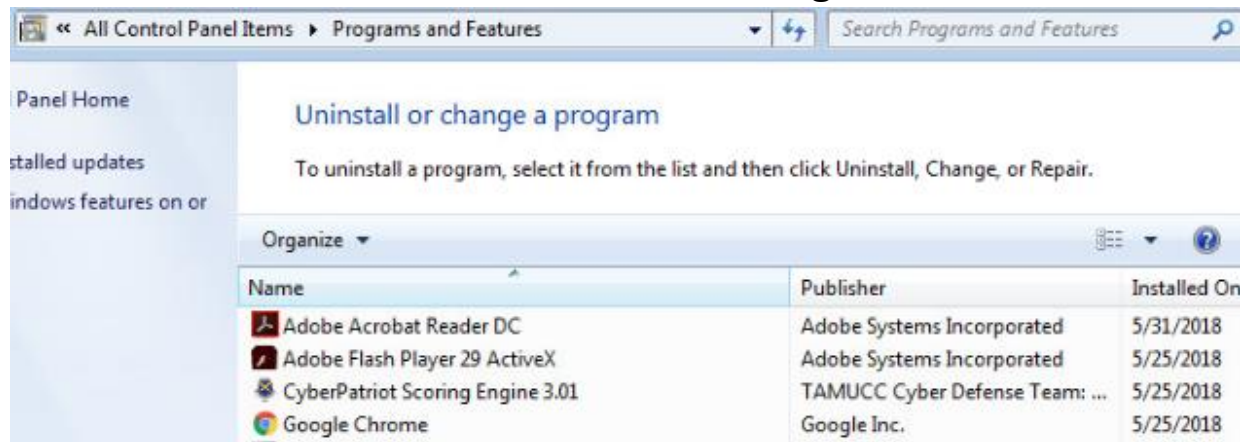 « All Control Panel Items ▸ Programs and Features Search Programs and Features
Panel Home
Uninstall or change a program
stalled updates
To uninstall a program, select it from the list and then click Uninstall, Change, or Repair.
indows features on or
Organize
Name Publisher Installed On
Adobe Acrobat Reader DC Adobe Systems Incorporated 5/31/2018
Adobe Flash Player 29 ActiveX Adobe Systems Incorporated 5/25/2018
CyberPatriot Scoring Engine 3.01 TAMUCC Cyber Defense Team: ... 5/25/2018
Google Chrome Google Inc. 5/25/2018